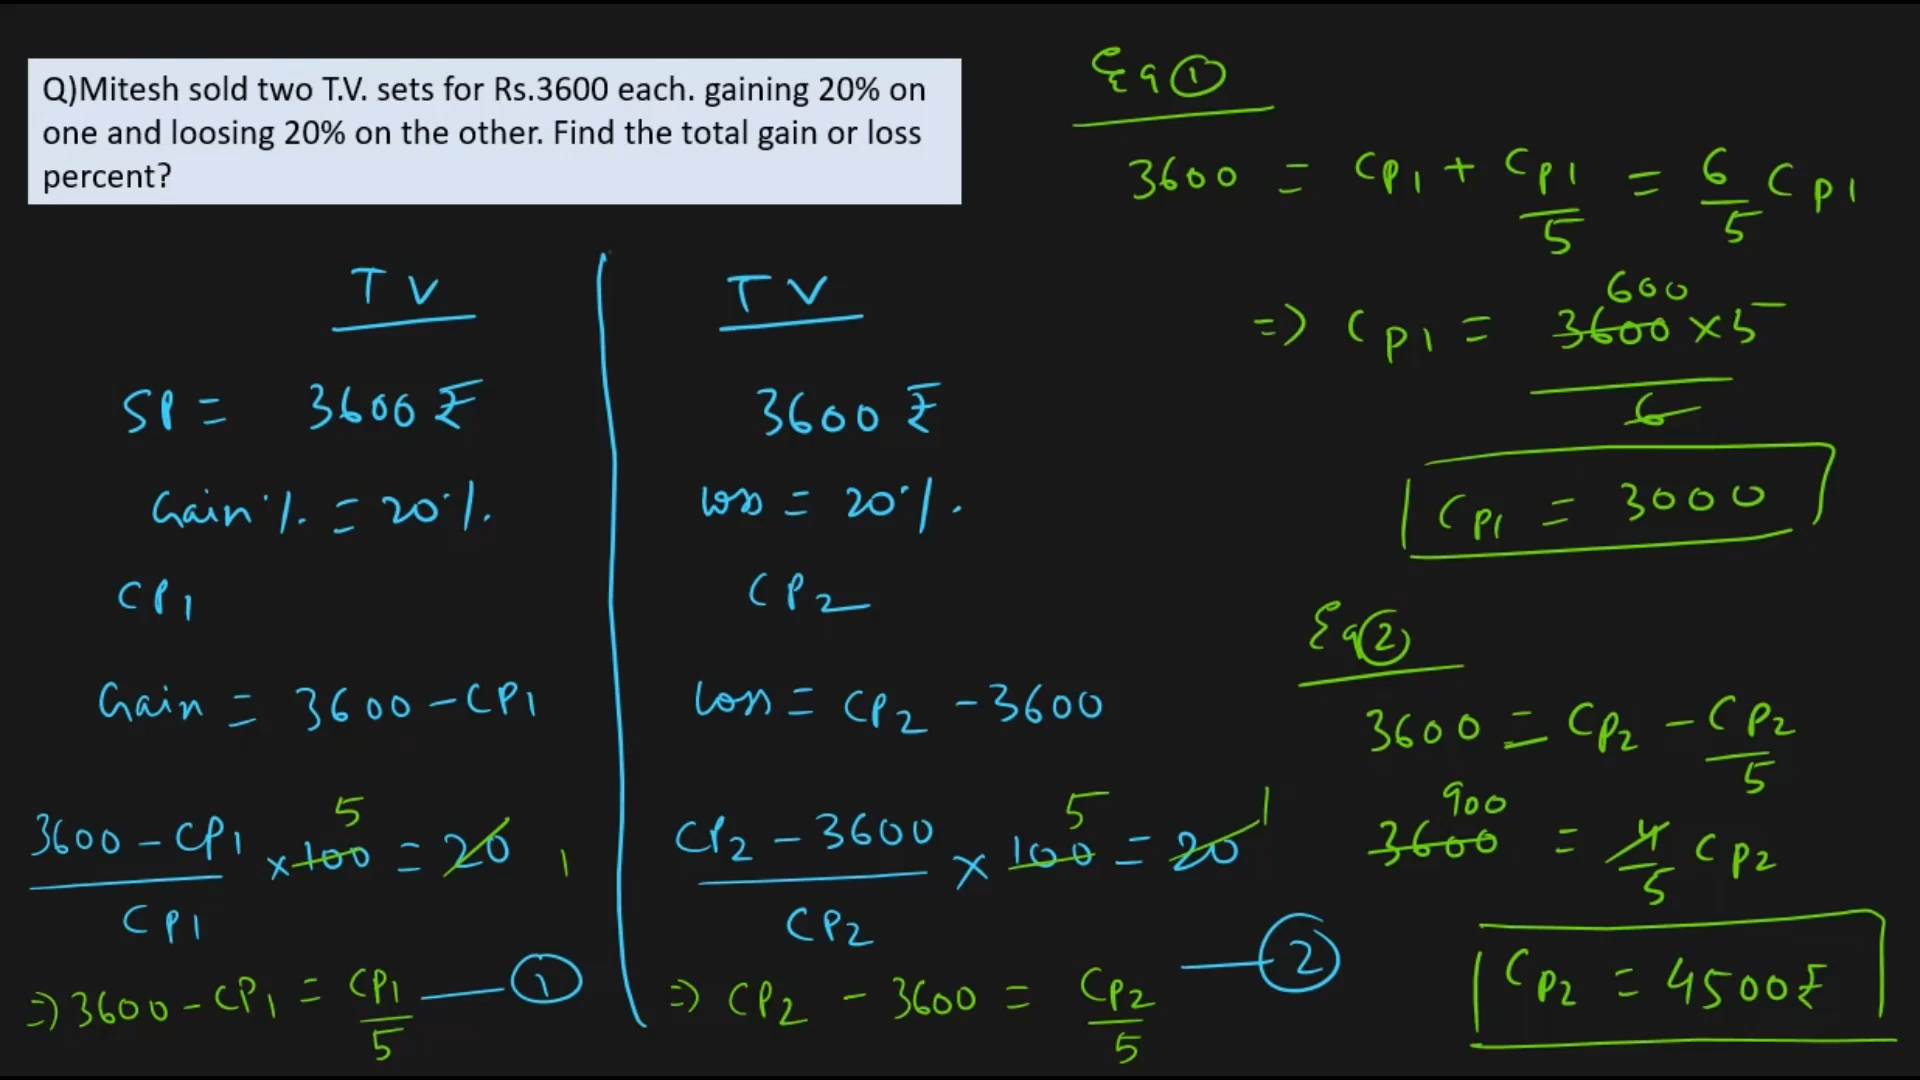 Q)Mitesh sold two T.V. sets for Rs.3600 each. gaining 20% on
one and loosing 20% on the other. Find the total gain or loss
percent?
TV
SP = 3600 ₹
Gain % = 20%.
CP1
Gain = 3600 - CP1
3600 - CP1 / CP1 × 100 5 = 20 1
=> 3600 - CP1 = CP1/5 — ①
TV
3600 ₹
loss = 20%.
CP2
loss = CP2 - 3600
CP2 - 3600 / CP2 × 100 5 = 20 1
=> CP2 - 3600 = CP2/5 — ②
Eq ①
3600 = CP1 + CP1/5 = 6/5 CP1
=> CP1 = 3600 600 × 5 / 6
CP1 = 3000
Eq ②
3600 = CP2 - CP2/5
3600 900 = 4/5 CP2
CP2 = 4500₹